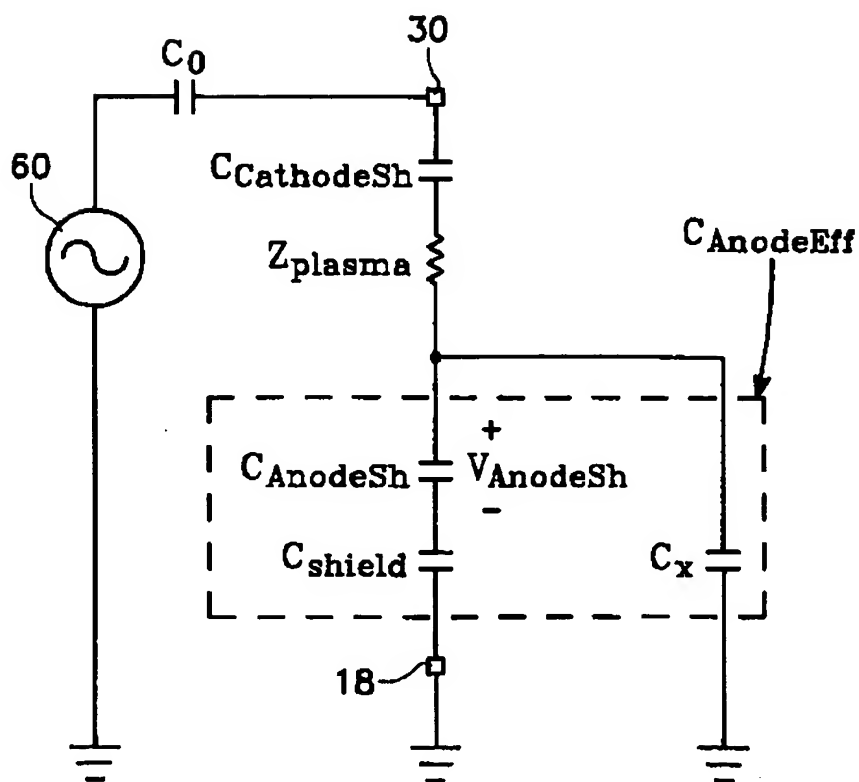 30
C0
60
CCathodeSh
CAnodeEff
Zplasma
+
CAnodeSh
VAnodeSh
-
Cshield
Cx
18